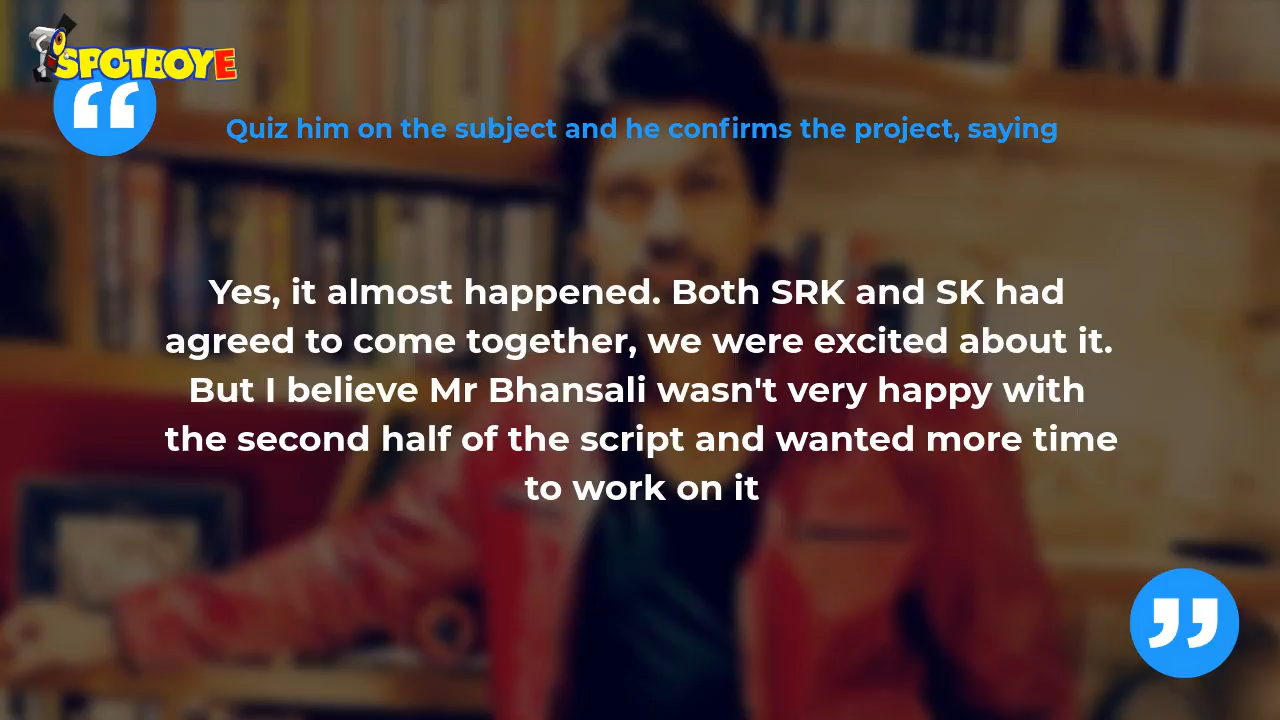 SPOTBOYE
Quiz him on the subject and he confirms the project, saying
Yes, it almost happened. Both SRK and SK had
agreed to come together, we were excited about it.
But I believe Mr Bhansali wasn't very happy with
the second half of the script and wanted more time
to work on it